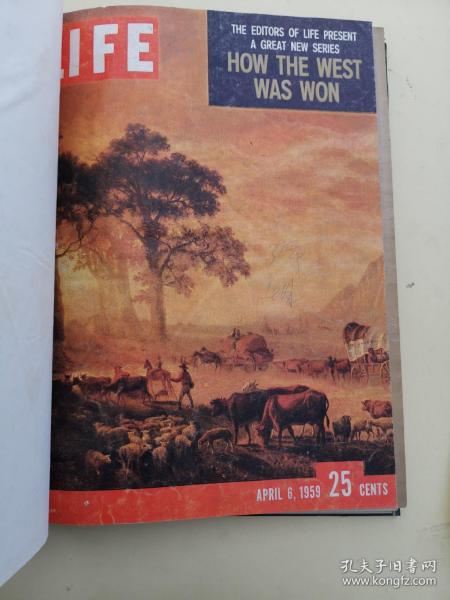 LIFE
THE EDITORS OF LIFE PRESENT
A GREAT NEW SERIES
HOW THE WEST
WAS WON
APRIL 6, 1959 25 CENTS
孔夫子旧书网
www.kongfz.com